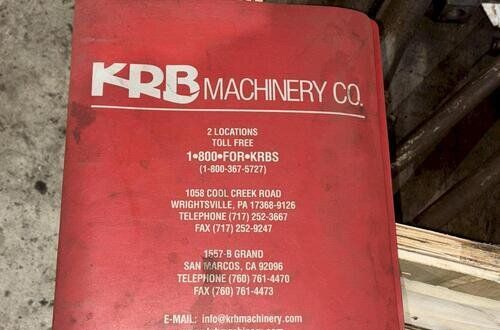 KRB MACHINERY CO.
2 LOCATIONS
TOLL FREE
1•800•FOR•KRBS
(1-800-367-5727)
1058 COOL CREEK ROAD
WRIGHTSVILLE, PA 17368-9126
TELEPHONE (717) 252-3667
FAX (717) 252-9247
1557-B GRAND
SAN MARCOS, CA 92096
TELEPHONE (760) 761-4470
FAX (760) 761-4473
E-MAIL: info@krbmachinery.com